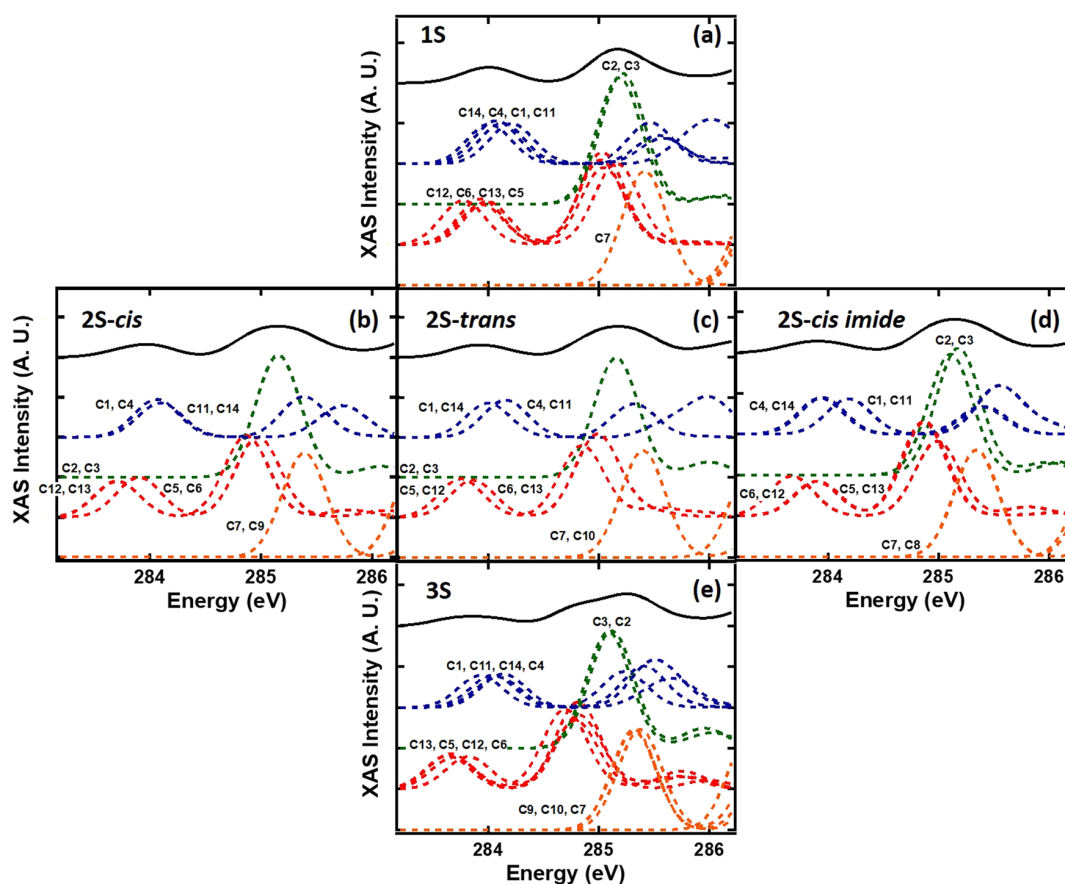 1S
(a)
XAS Intensity (A. U.)
C2, C3
C14, C4, C1, C11
C12, C6, C13, C5
C7
2S-cis
(b)
XAS Intensity (A. U.)
C1, C4
C11, C14
C2, C3
C12, C13
C5, C6
C7, C9
284
285
286
Energy (eV)
2S-trans
(c)
C1, C14
C4, C11
C2, C3
C5, C12
C6, C13
C7, C10
2S-cis imide
(d)
C2, C3
C4, C14
C1, C11
C6, C12
C5, C13
C7, C8
284
285
286
Energy (eV)
3S
(e)
XAS Intensity (A. U.)
C3, C2
C1, C11, C14, C4
C13, C5, C12, C6
C9, C10, C7
284
285
286
Energy (eV)